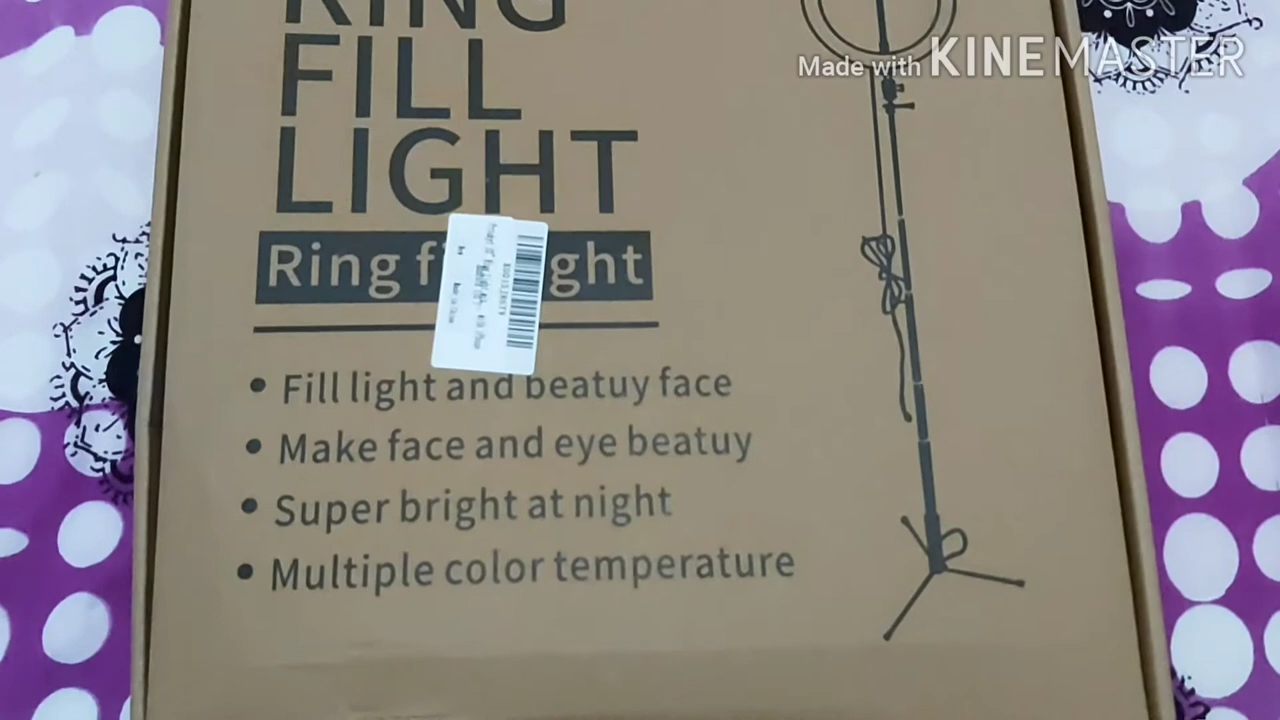 RING
Made with KINEMASTER
FILL
LIGHT
Ring f ght
Fill light and beatuy face
Make face and eye beatuy
Super bright at night
Multiple color temperature